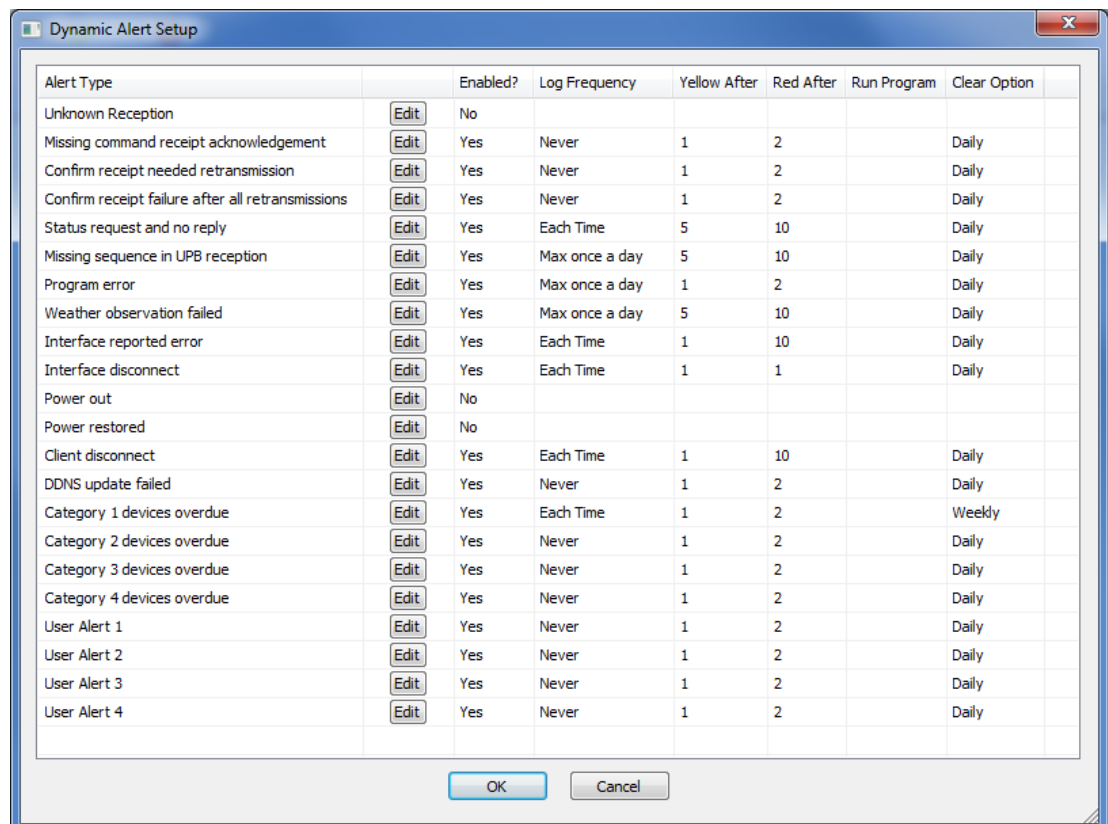 Dynamic Alert Setup
Alert Type Enabled? Log Frequency Yellow After Red After Run Program Clear Option
Unknown Reception Edit No
Missing command receipt acknowledgement Edit Yes Never 1 2 Daily
Confirm receipt needed retransmission Edit Yes Never 1 2 Daily
Confirm receipt failure after all retransmissions Edit Yes Never 1 2 Daily
Status request and no reply Edit Yes Each Time 5 10 Daily
Missing sequence in UPB reception Edit Yes Max once a day 5 10 Daily
Program error Edit Yes Max once a day 1 2 Daily
Weather observation failed Edit Yes Max once a day 5 10 Daily
Interface reported error Edit Yes Each Time 1 10 Daily
Interface disconnect Edit Yes Each Time 1 1 Daily
Power out Edit No
Power restored Edit No
Client disconnect Edit Yes Each Time 1 10 Daily
DDNS update failed Edit Yes Never 1 2 Daily
Category 1 devices overdue Edit Yes Each Time 1 2 Weekly
Category 2 devices overdue Edit Yes Never 1 2 Daily
Category 3 devices overdue Edit Yes Never 1 2 Daily
Category 4 devices overdue Edit Yes Never 1 2 Daily
User Alert 1 Edit Yes Never 1 2 Daily
User Alert 2 Edit Yes Never 1 2 Daily
User Alert 3 Edit Yes Never 1 2 Daily
User Alert 4 Edit Yes Never 1 2 Daily
OK Cancel